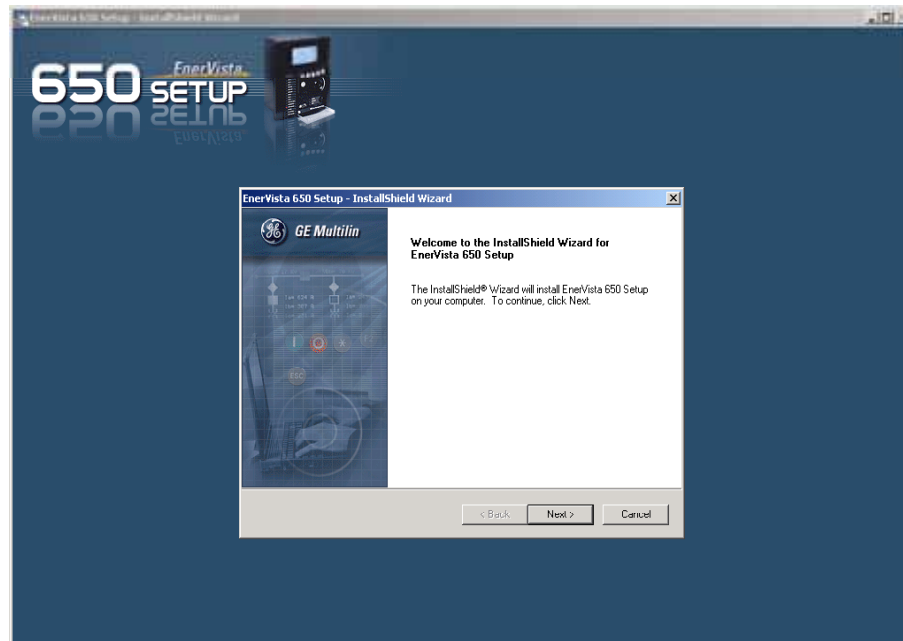 EnerVista 650 Setup - InstallShield Wizard
EnerVista
650 SETUP
EnerVista 650 Setup - InstallShield Wizard
GE Multilin
Welcome to the InstallShield Wizard for
EnerVista 650 Setup
The InstallShield® Wizard will install EnerVista 650 Setup
on your computer. To continue, click Next.
ESC
< Back
Next >
Cancel